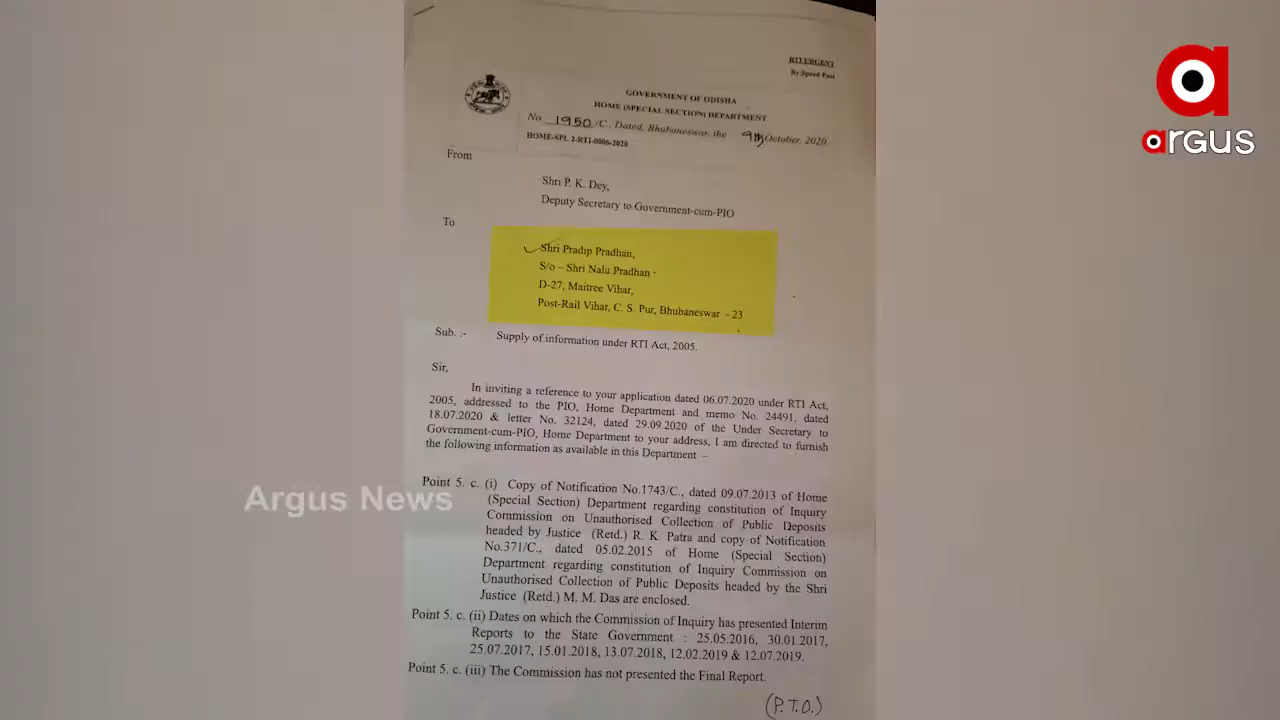 RTI URGENT
By Speed Post
GOVERNMENT OF ODISHA
HOME (SPECIAL SECTION) DEPARTMENT
No. 1950 /C., Dated, Bhubaneswar, the 9th October, 2020
HOME-SPL 2-RTI-0006-2020
From
Shri P. K. Dey,
Deputy Secretary to Government-cum-PIO
To
Shri Pradip Pradhan,
S/o – Shri Nalu Pradhan
D-27, Maitree Vihar,
Post-Rail Vihar, C. S. Pur, Bhubaneswar - 23
Sub. :- Supply of information under RTI Act, 2005.
Sir,
In inviting a reference to your application dated 06.07.2020 under RTI Act,
2005, addressed to the PIO, Home Department and memo No. 24491, dated
18.07.2020 & letter No. 32124, dated 29.09.2020 of the Under Secretary to
Government-cum-PIO, Home Department to your address, I am directed to furnish
the following information as available in this Department –
Point 5. c. (i) Copy of Notification No.1743/C., dated 09.07.2013 of Home
(Special Section) Department regarding constitution of Inquiry
Commission on Unauthorised Collection of Public Deposits
headed by Justice (Retd.) R. K. Patra and copy of Notification
No.371/C., dated 05.02.2015 of Home (Special Section)
Department regarding constitution of Inquiry Commission on
Unauthorised Collection of Public Deposits headed by the Shri
Justice (Retd.) M. M. Das are enclosed.
Point 5. c. (ii) Dates on which the Commission of Inquiry has presented Interim
Reports to the State Government : 25.05.2016, 30.01.2017,
25.07.2017, 15.01.2018, 13.07.2018, 12.02.2019 & 12.07.2019.
Point 5. c. (iii) The Commission has not presented the Final Report.
(P.T.O.)
Argus News
a
argus